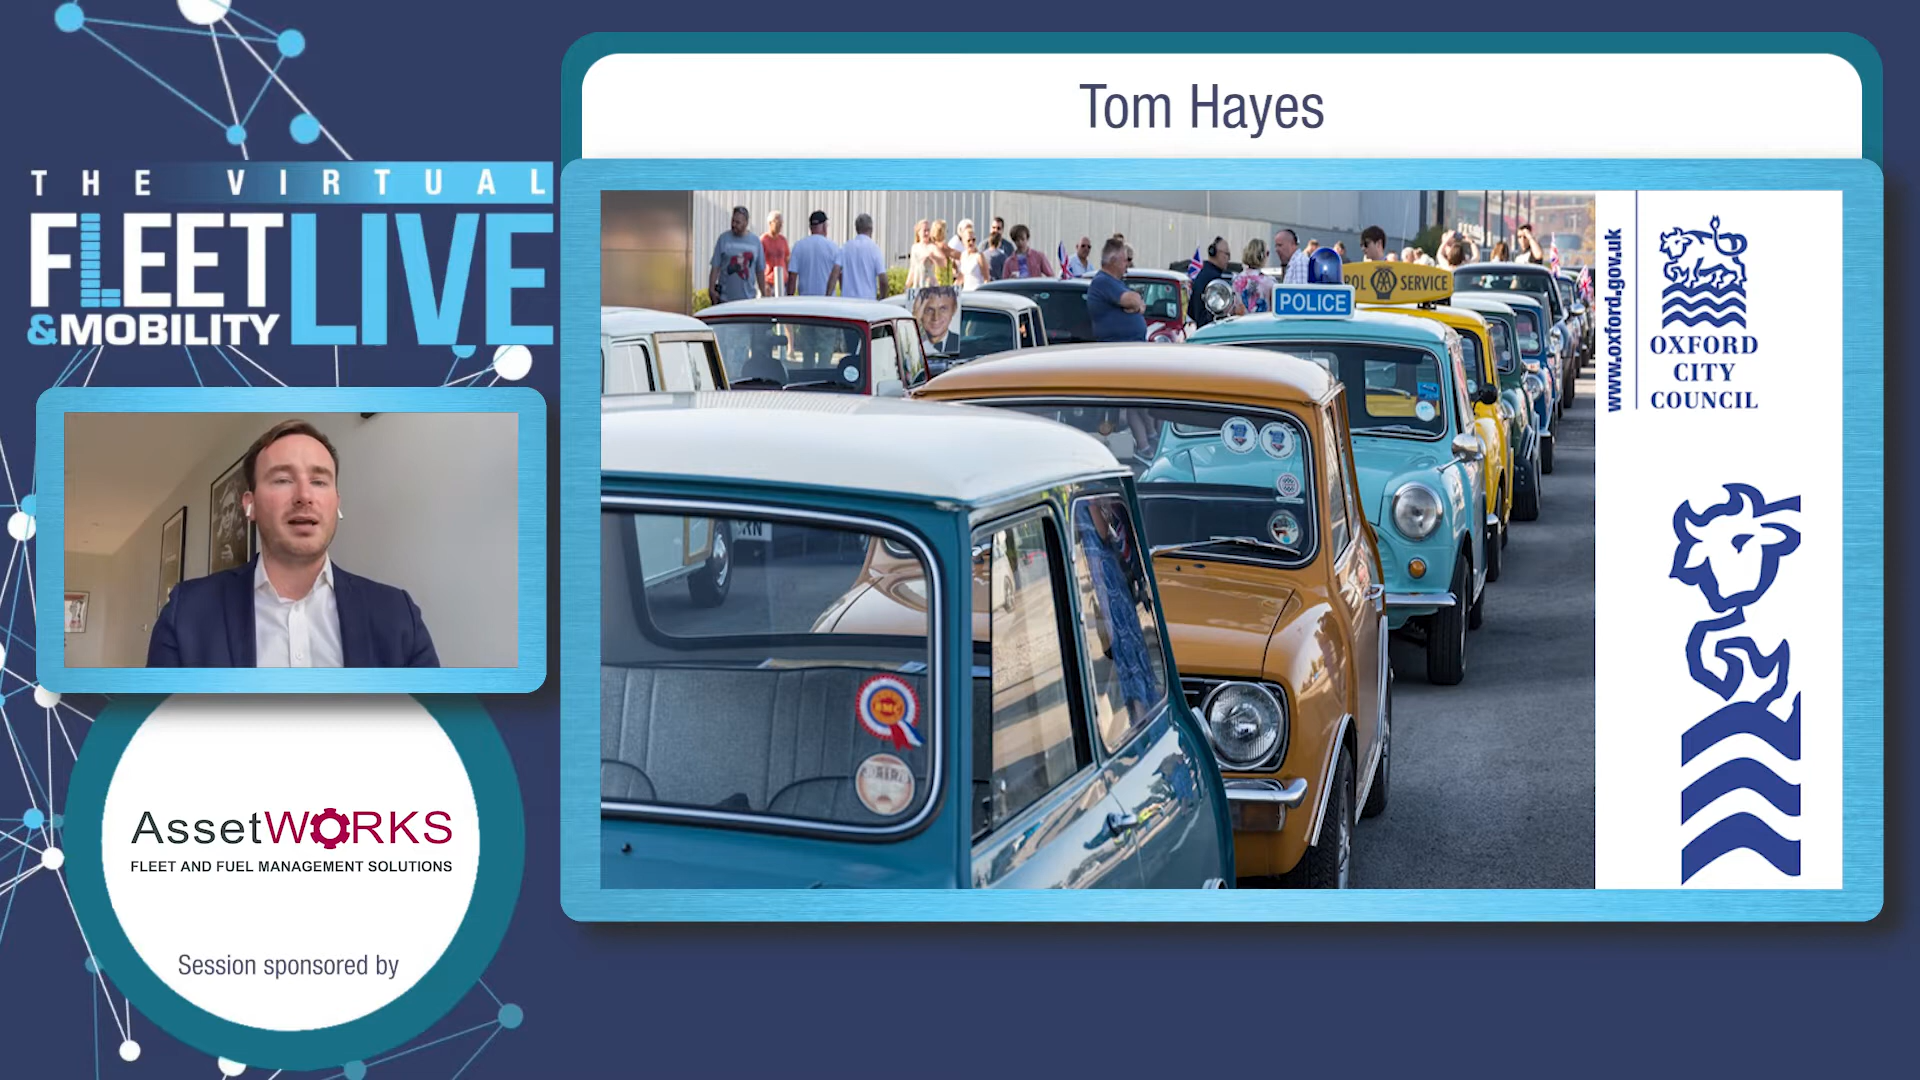 THE VIRTUAL
FLEET LIVE
&MOBILITY
Tom Hayes
POLICE
SERVICE
BMC
www.oxford.gov.uk
OXFORD
CITY
COUNCIL
AssetWORKS
FLEET AND FUEL MANAGEMENT SOLUTIONS
Session sponsored by